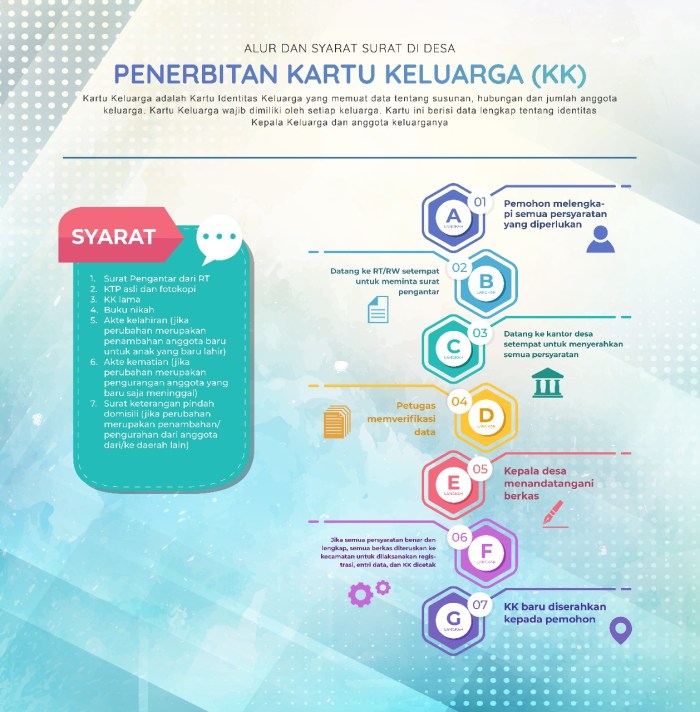 ALUR DAN SYARAT SURAT DI DESA
PENERBITAN KARTU KELUARGA (KK)
Kartu Keluarga adalah Kartu Identitas Keluarga yang memuat data tentang susunan, hubungan dan jumlah anggota
keluarga. Kartu Keluarga wajib dimiliki oleh setiap keluarga. Kartu ini berisi data lengkap tentang identitas
Kepala Keluarga dan anggota keluarganya
SYARAT
1. Surat Pengantar dari RT
2. KTP asli dan fotokopi
3. KK lama
4. Buku nikah
5. Akte kelahiran (jika
perubahan merupakan
penambahan anggota baru
untuk anak yang baru lahir)
6. Akte kematian (jika
perubahan merupakan
pengurangan anggota yang
baru saja meninggal)
7. Surat keterangan pindah
domisili (jika perubahan
merupakan penambahan/
pengurahan dari anggota
dari/ke daerah lain)
A
LANGKAH
01
Pemohon melengka-
pi semua persyaratan
yang diperlukan
Datang ke RT/RW setempat
untuk meminta surat
pengantar
02
B
LANGKAH
C
LANGKAH
03
Datang ke kantor desa
setempat untuk menyerahkan
semua persyaratan
Petugas
memverifikasi
data
04
D
LANGKAH
E
LANGKAH
05
Kepala desa
menandatangani
berkas
Jika semua persyaratan benar dan
lengkap, semua berkas diteruskan ke
kecamatan untuk dilaksanakan regis-
trasi, entri data, dan KK dicetak
06
F
LANGKAH
G
LANGKAH
07
KK baru diserahkan
kepada pemohon